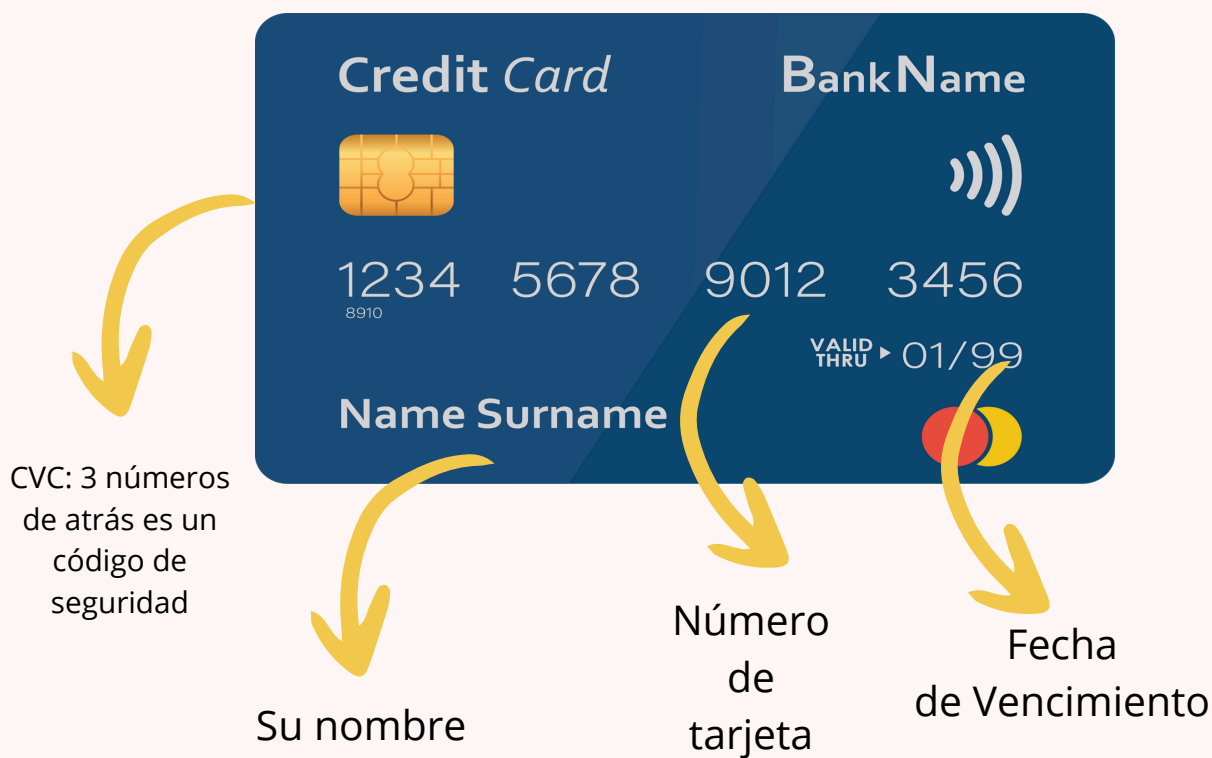 Credit Card
BankName
1234 5678 9012 3456
8910
VALID
THRU
01/99
Name Surname
CVC: 3 números
de atrás es un
código de
seguridad
Su nombre
Número
de
tarjeta
Fecha
de Vencimiento